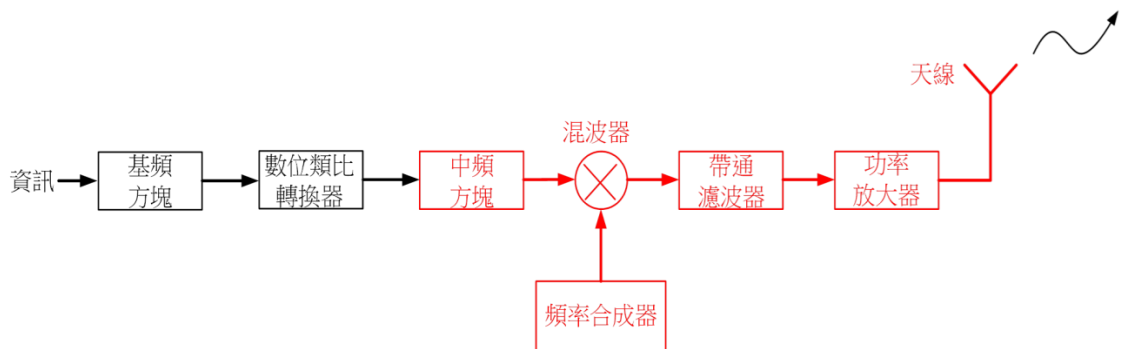 天線
混波器
資訊
基頻
方塊
數位類比
轉換器
中頻
方塊
帶通
濾波器
功率
放大器
頻率合成器